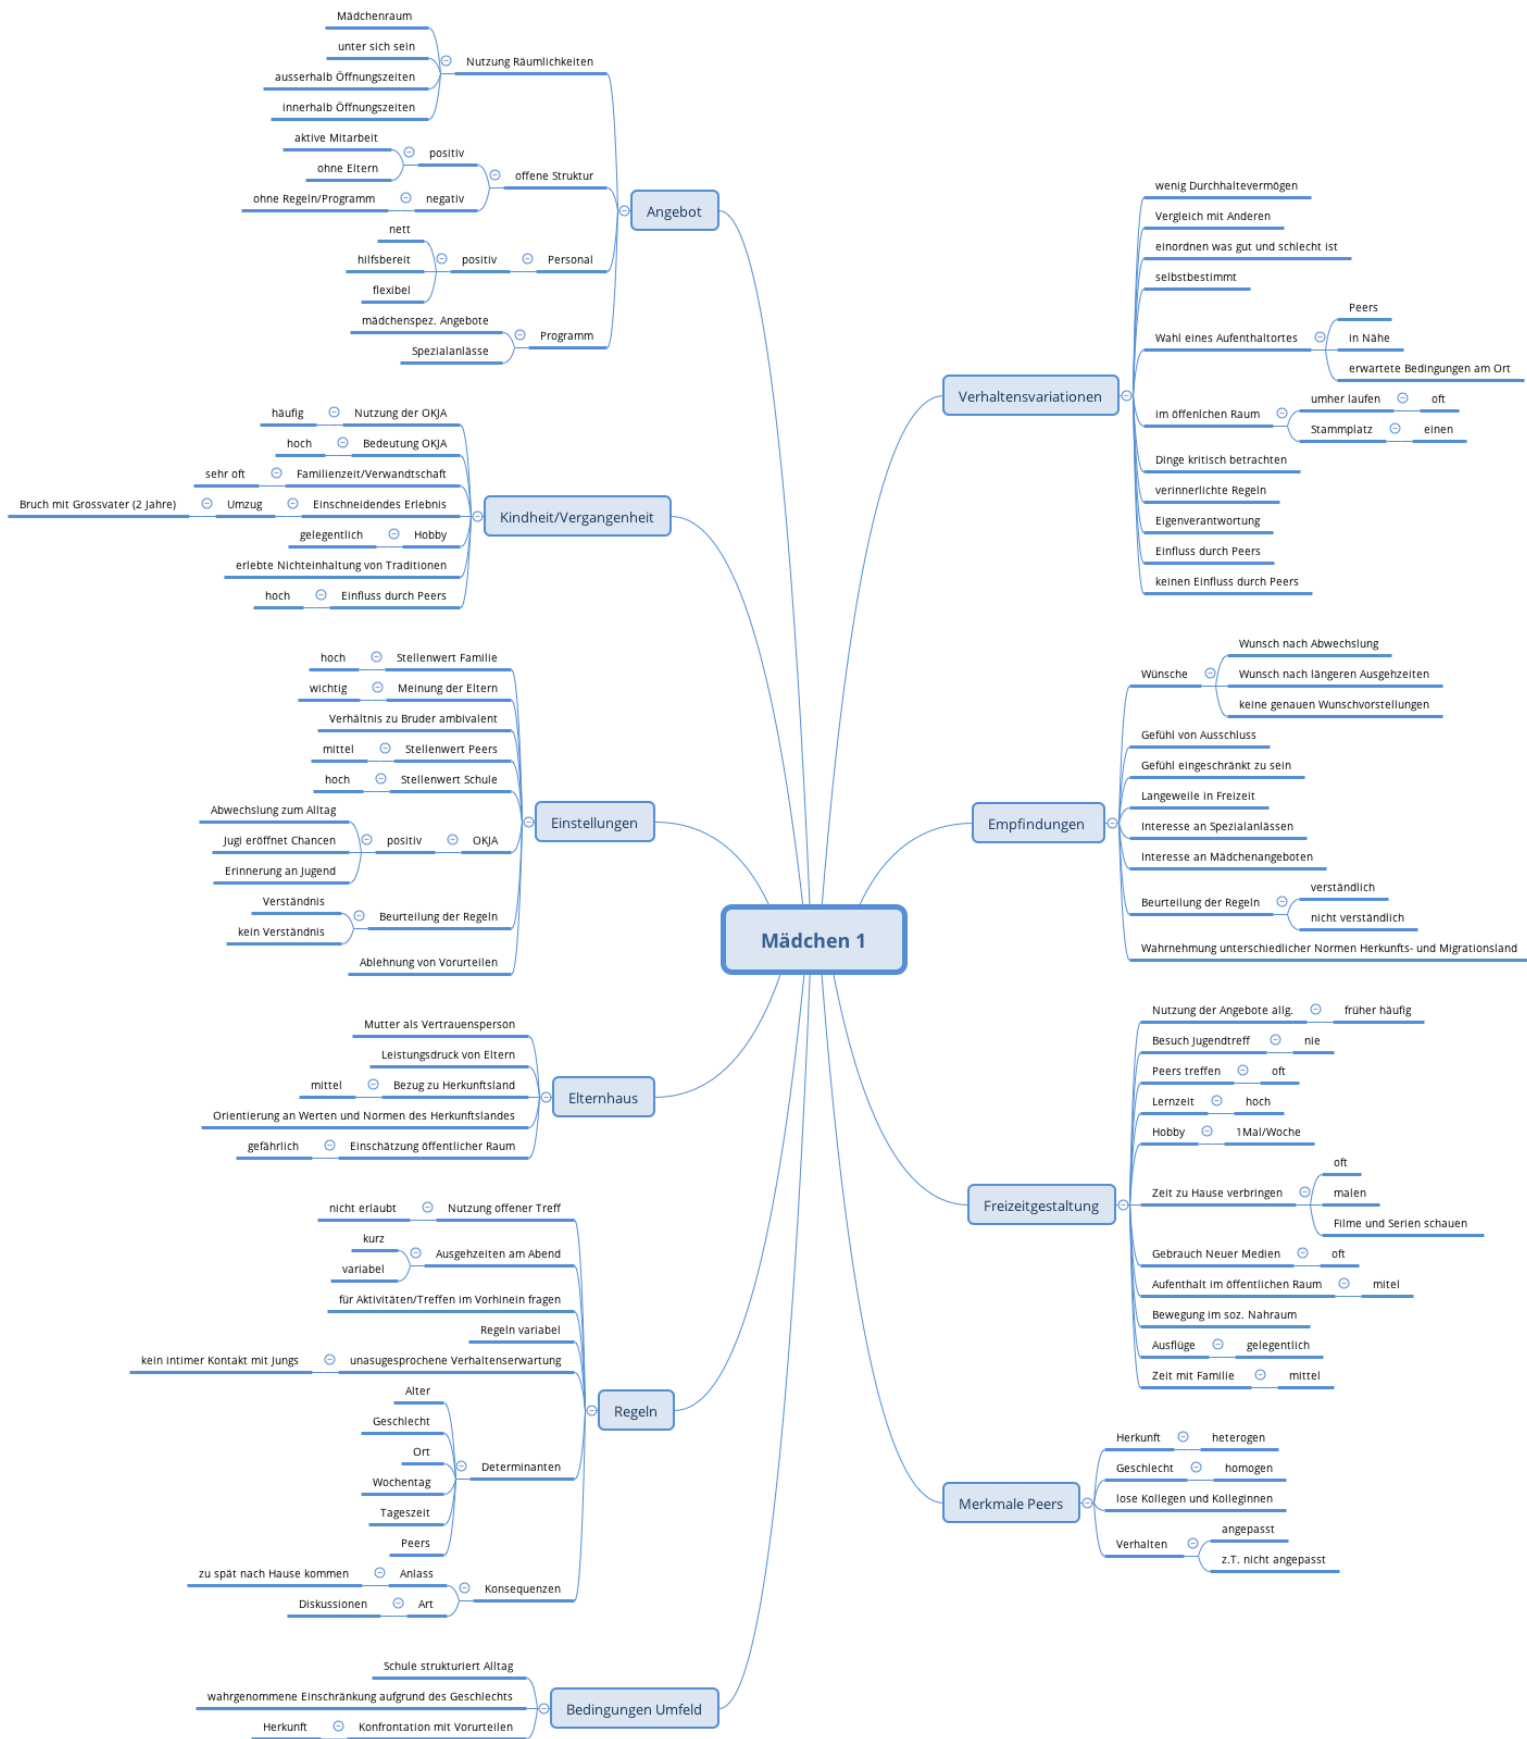 Mädchen 1
Angebot
Nutzung Räumlichkeiten
Mädchenraum
unter sich sein
ausserhalb Öffnungszeiten
innerhalb Öffnungszeiten
offene Struktur
positiv
aktive Mitarbeit
ohne Eltern
negativ
ohne Regeln/Programm
Personal
positiv
nett
hilfsbereit
flexibel
Programm
mädchenspez. Angebote
Spezialanlässe
Kindheit/Vergangenheit
Nutzung der OKJA
häufig
Bedeutung OKJA
hoch
Familienzeit/Verwandtschaft
sehr oft
Einschneidendes Erlebnis
Umzug
Bruch mit Grossvater (2 Jahre)
Hobby
gelegentlich
erlebte Nichteinhaltung von Traditionen
Einfluss durch Peers
hoch
Einstellungen
Stellenwert Familie
hoch
Meinung der Eltern
wichtig
Verhältnis zu Bruder ambivalent
Stellenwert Peers
mittel
Stellenwert Schule
hoch
OKJA
positiv
Abwechslung zum Alltag
Jugi eröffnet Chancen
Erinnerung an Jugend
Beurteilung der Regeln
Verständnis
kein Verständnis
Ablehnung von Vorurteilen
Elternhaus
Mutter als Vertrauensperson
Leistungsdruck von Eltern
Bezug zu Herkunftsland
mittel
Orientierung an Werten und Normen des Herkunftslandes
Einschätzung öffentlicher Raum
gefährlich
Regeln
Nutzung offener Treff
nicht erlaubt
Ausgehzeiten am Abend
kurz
variabel
für Aktivitäten/Treffen im Vorhinein fragen
Regeln variabel
unasugesprochene Verhaltenserwartung
kein intimer Kontakt mit Jungs
Determinanten
Alter
Geschlecht
Ort
Wochentag
Tageszeit
Peers
Konsequenzen
Anlass
zu spät nach Hause kommen
Art
Diskussionen
Bedingungen Umfeld
Schule strukturiert Alltag
wahrgenommene Einschränkung aufgrund des Geschlechts
Konfrontation mit Vorurteilen
Herkunft
Verhaltensvariationen
wenig Durchhaltevermögen
Vergleich mit Anderen
einordnen was gut und schlecht ist
selbstbestimmt
Wahl eines Aufenthaltortes
Peers
in Nähe
erwartete Bedingungen am Ort
im öffenlchen Raum
umher laufen
oft
Stammplatz
einen
Dinge kritisch betrachten
verinnerlichte Regeln
Eigenverantwortung
Einfluss durch Peers
keinen Einfluss durch Peers
Empfindungen
Wünsche
Wunsch nach Abwechslung
Wunsch nach längeren Ausgehzeiten
keine genauen Wunschvorstellungen
Gefühl von Ausschluss
Gefühl eingeschränkt zu sein
Langeweile in Freizeit
Interesse an Spezialanlässen
Interesse an Mädchenangeboten
Beurteilung der Regeln
verständlich
nicht verständlich
Wahrnehmung unterschiedlicher Normen Herkunfts- und Migrationsland
Freizeitgestaltung
Nutzung der Angebote allg.
früher häufig
Besuch Jugendtreff
nie
Peers treffen
oft
Lernzeit
hoch
Hobby
1Mal/Woche
Zeit zu Hause verbringen
oft
malen
Filme und Serien schauen
Gebrauch Neuer Medien
oft
Aufenthalt im öffentlichen Raum
mitel
Bewegung im soz. Nahraum
Ausflüge
gelegentlich
Zeit mit Familie
mittel
Merkmale Peers
Herkunft
heterogen
Geschlecht
homogen
lose Kollegen und Kolleginnen
Verhalten
angepasst
z.T. nicht angepasst